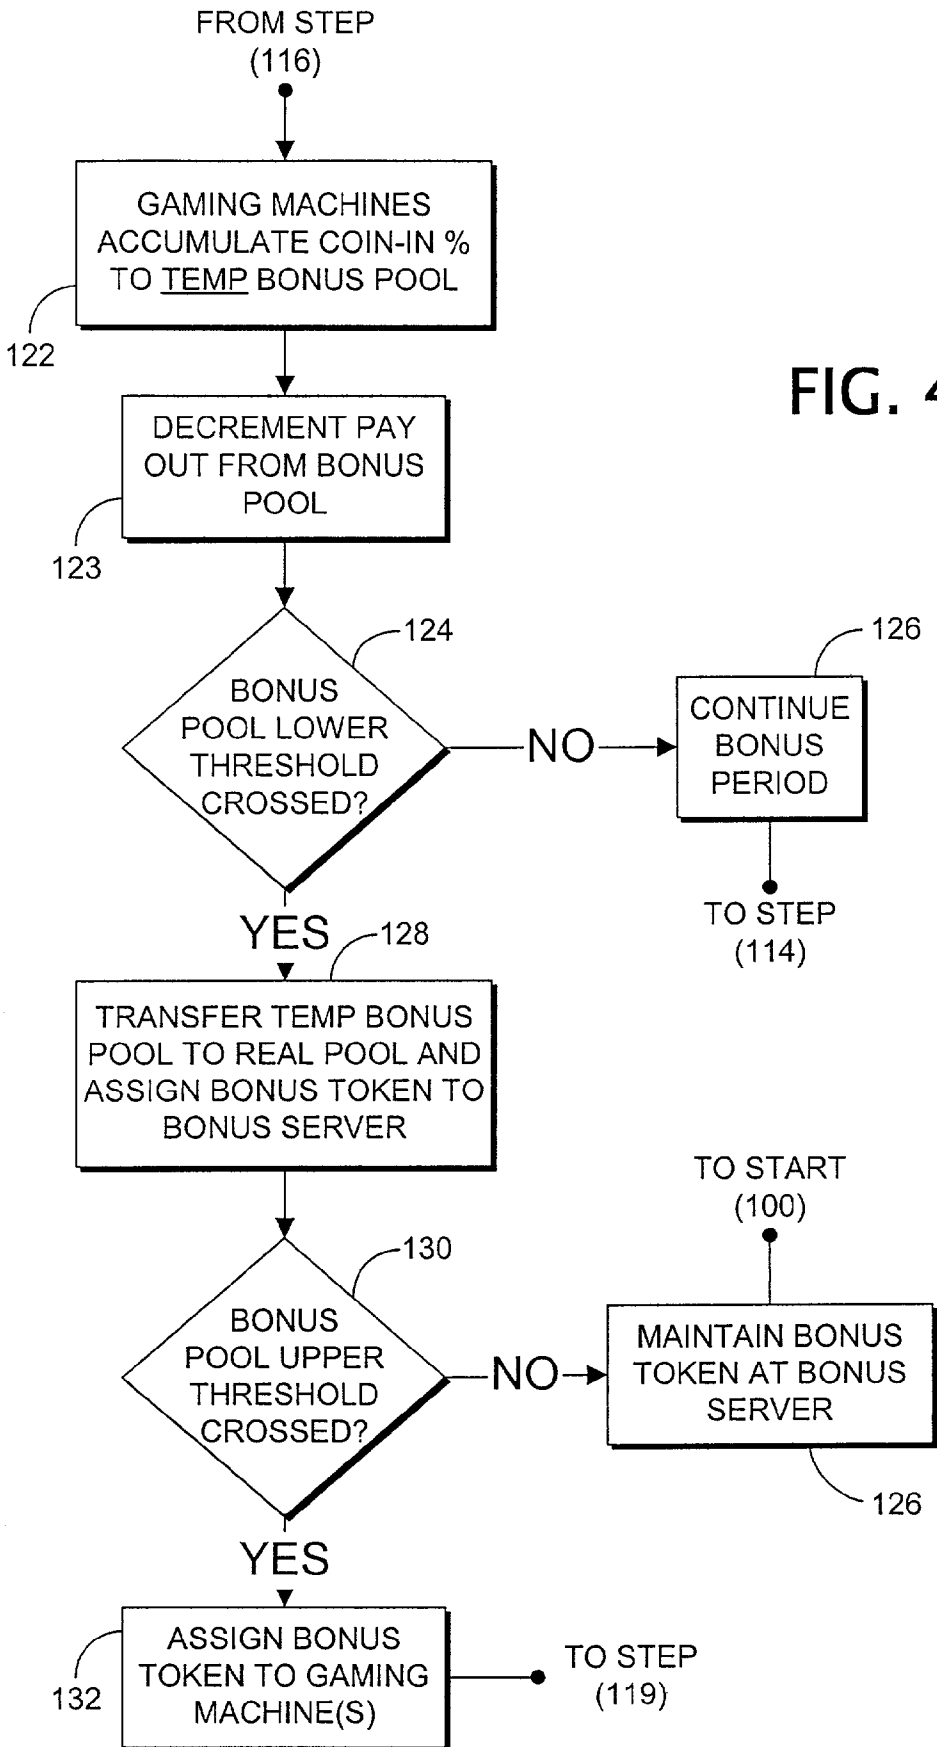 FROM STEP
(116)
GAMING MACHINES
ACCUMULATE COIN-IN %
TO TEMP BONUS POOL
122
FIG. 4
DECREMENT PAY
OUT FROM BONUS
POOL
123
124
BONUS
POOL LOWER
THRESHOLD
CROSSED?
NO
126
CONTINUE
BONUS
PERIOD
TO STEP
(114)
YES
128
TRANSFER TEMP BONUS
POOL TO REAL POOL AND
ASSIGN BONUS TOKEN TO
BONUS SERVER
TO START
(100)
130
BONUS
POOL UPPER
THRESHOLD
CROSSED?
NO
MAINTAIN BONUS
TOKEN AT BONUS
SERVER
126
YES
ASSIGN BONUS
TOKEN TO GAMING
MACHINE(S)
132
TO STEP
(119)